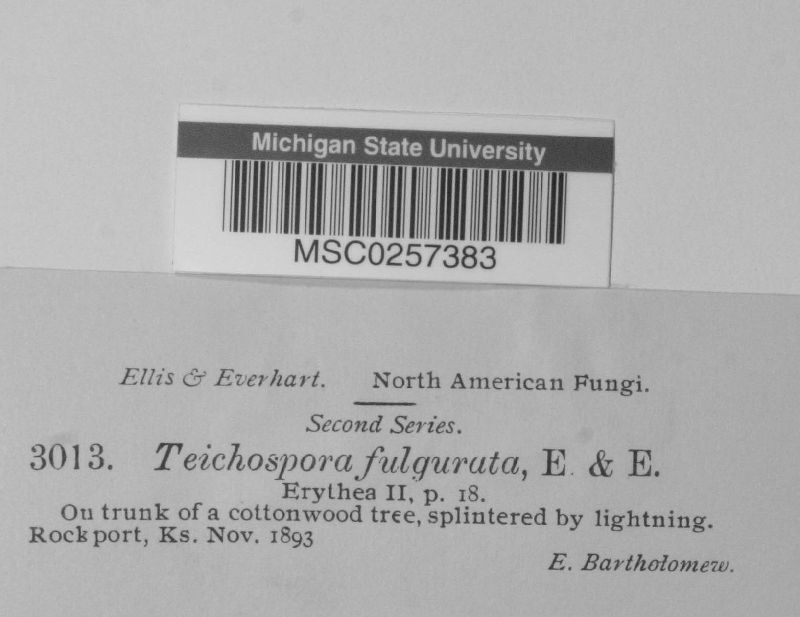 Michigan State University
MSC0257383
Ellis & Everhart. North American Fungi.
Second Series.
3013. Teichospora fulgurata, E. & E.
Erythea II, p. 18.
On trunk of a cottonwood tree, splintered by lightning.
Rockport, Ks. Nov. 1893
E. Bartholomew.